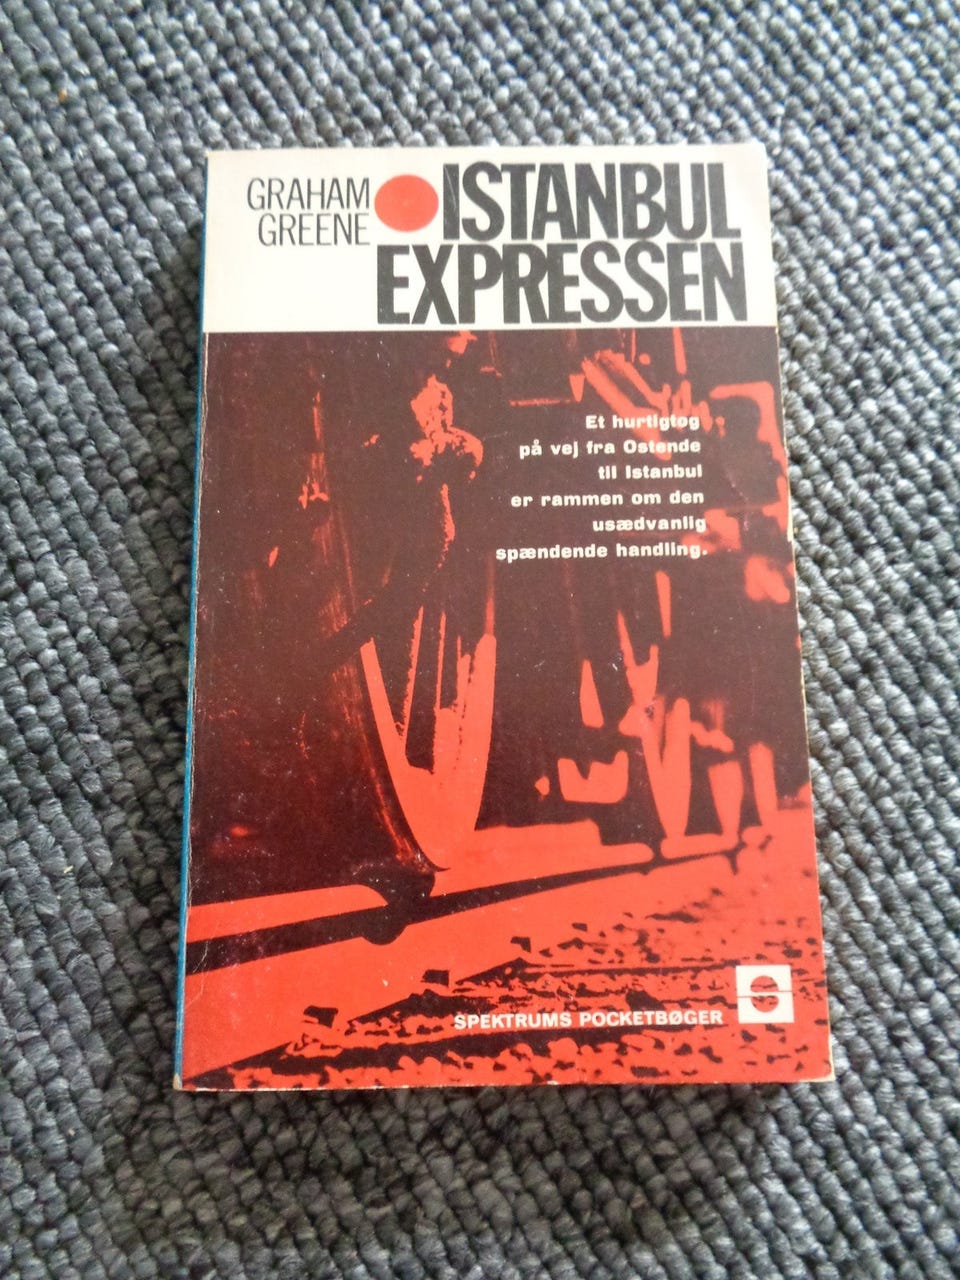 GRAHAM
GREENE
ISTANBUL
EXPRESSEN
Et hurtigtog
på vej fra Ostende
til Istanbul
er rammen om den
usædvanlig
spændende handling.
SPEKTRUMS POCKETBØGER